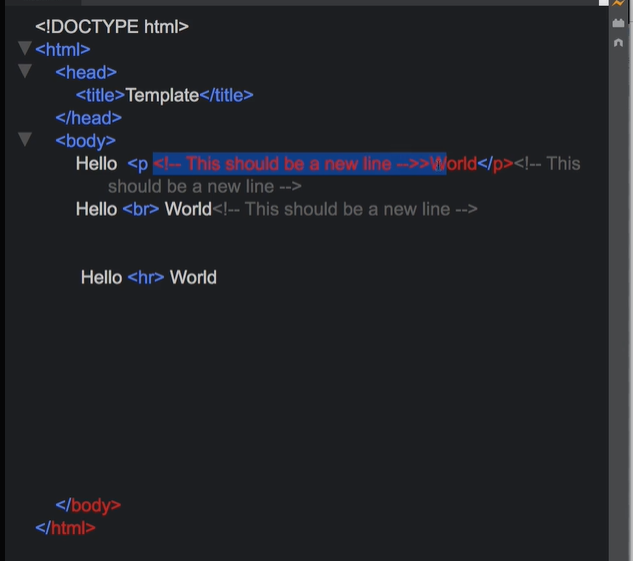 <!DOCTYPE html>
<html>
<head>
<title>Template</title>
</head>
<body>
Hello <p <!-- This should be a new line -->>World</p><!-- This
should be a new line -->
Hello <br> World<!-- This should be a new line -->
Hello <hr> World
</body>
</html>